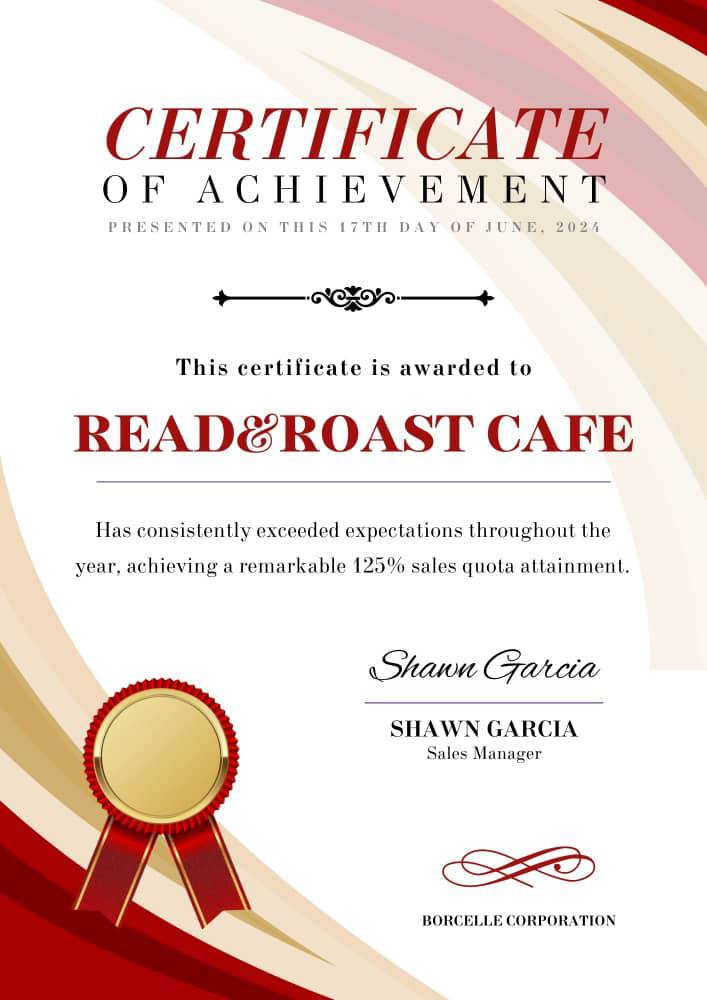 CERTIFICATE
OF ACHIEVEMENT
PRESENTED ON THIS 17TH DAY OF JUNE, 2024
This certificate is awarded to
READ&ROAST CAFE
Has consistently exceeded expectations throughout the
year, achieving a remarkable 125% sales quota attainment.
Shawn Garcia
SHAWN GARCIA
Sales Manager
BORCELLE CORPORATION